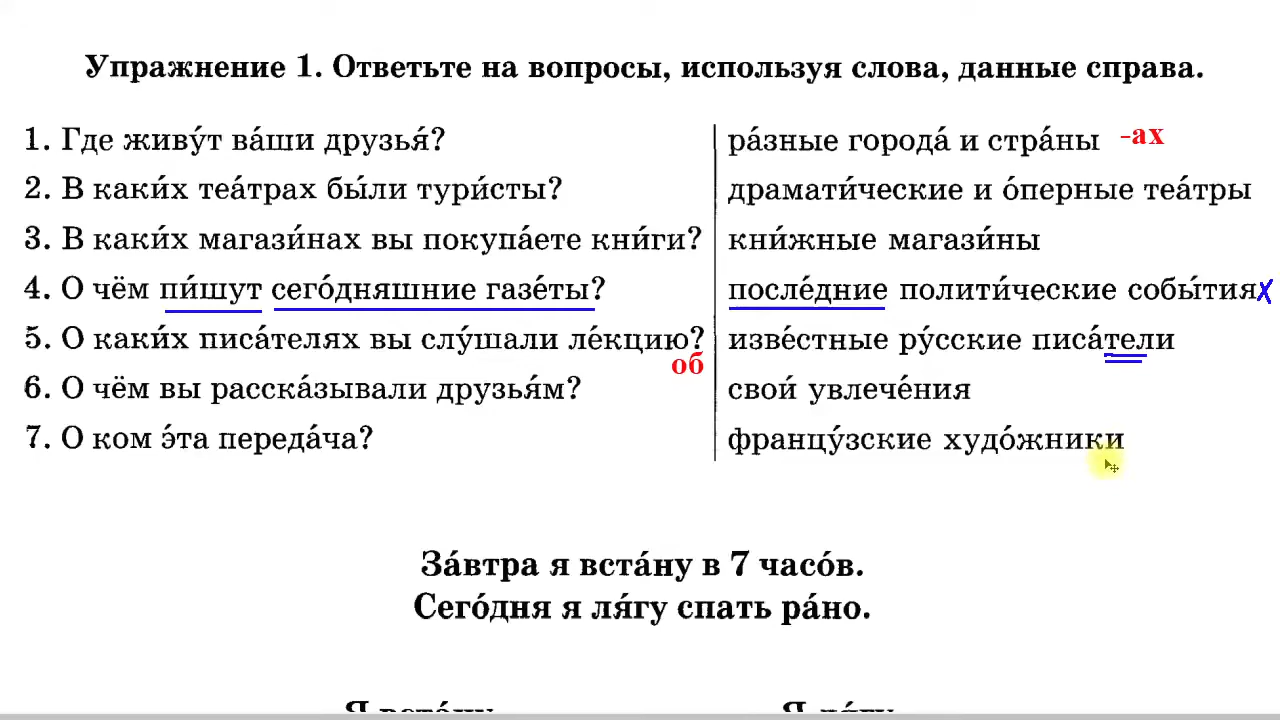 Упражнение 1. Ответьте на вопросы, используя слова, данные справа.
1. Где живу́т ва́ши друзья́?
ра́зные города́ и стра́ны -ах
2. В каки́х теа́трах бы́ли тури́сты?
драмати́ческие и о́перные теа́тры
3. В каки́х магази́нах вы покупа́ете кни́ги?
кни́жные магази́ны
4. О чём пи́шут сего́дняшние газе́ты?
после́дние полити́ческие собы́тия х
5. О каки́х писа́телях вы слу́шали ле́кцию?
изве́стные ру́сские писа́тели
об
6. О чём вы расска́зывали друзья́м?
свои́ увлече́ния
7. О ком э́та переда́ча?
францу́зские худо́жники
За́втра я вста́ну в 7 часо́в.
Сего́дня я ля́гу спать ра́но.
Я вста́ну
Я ля́гу